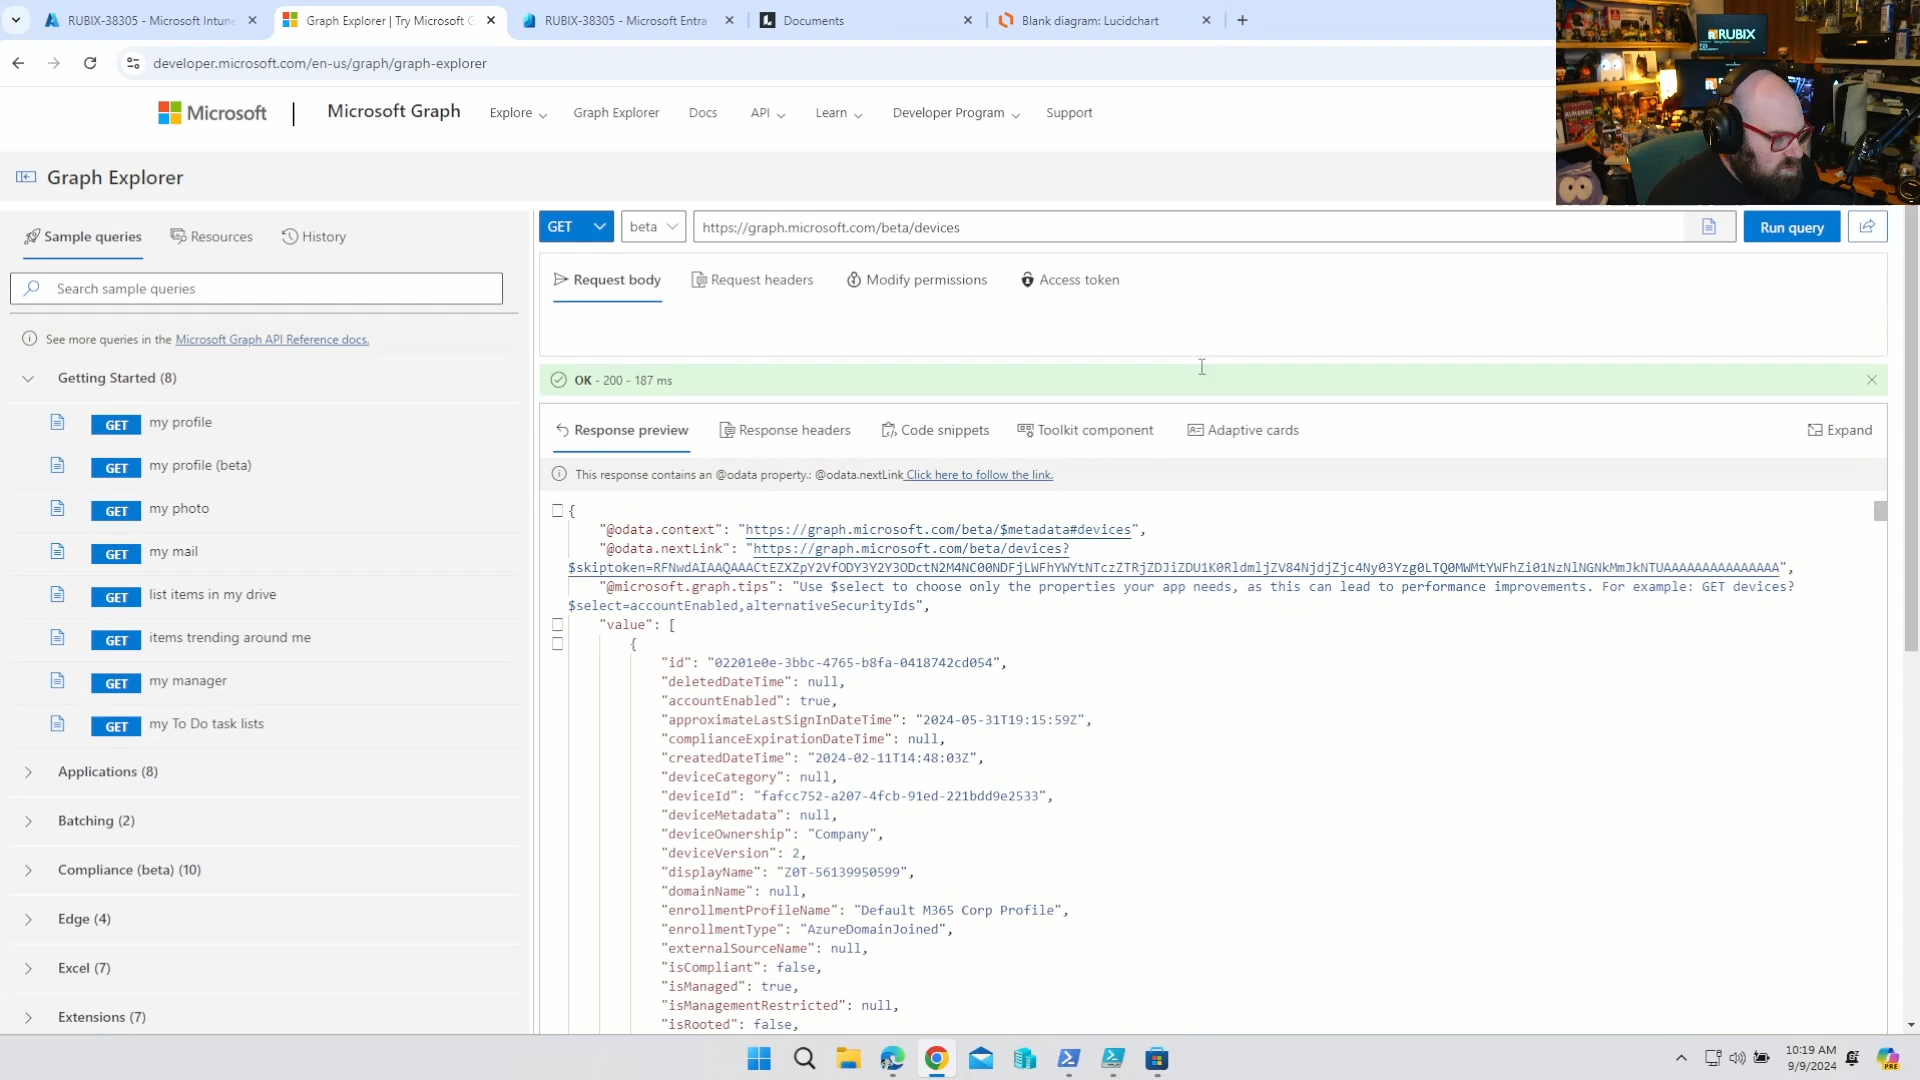 RUBIX-38305 - Microsoft Intune
Graph Explorer | Try Microsoft G
RUBIX-38305 - Microsoft Entra
Documents
Blank diagram: Lucidchart
developer.microsoft.com/en-us/graph/graph-explorer
RUBIX
Microsoft
Microsoft Graph
Explore
Graph Explorer
Docs
API
Learn
Developer Program
Support
Graph Explorer
Sample queries
Resources
History
GET
beta
https://graph.microsoft.com/beta/devices
Run query
Search sample queries
Request body
Request headers
Modify permissions
Access token
See more queries in the Microsoft Graph API Reference docs.
Getting Started (8)
GET my profile
GET my profile (beta)
GET my photo
GET my mail
GET list items in my drive
GET items trending around me
GET my manager
GET my To Do task lists
Applications (8)
Batching (2)
Compliance (beta) (10)
Edge (4)
Excel (7)
Extensions (7)
OK - 200 - 187 ms
Response preview
Response headers
Code snippets
Toolkit component
Adaptive cards
Expand
This response contains an @odata property.: @odata.nextLink Click here to follow the link.
{
"@odata.context": "https://graph.microsoft.com/beta/$metadata#devices",
"@odata.nextLink": "https://graph.microsoft.com/beta/devices?
"@microsoft.graph.tips": "Use $select to choose only the properties your app needs, as this can lead to performance improvements. For example: GET devices?
$select=accountEnabled,alternativeSecurityIds",
"value": [
{
"id": "02201e0e-3bbc-4765-b8fa-0418742cd054",
"deletedDateTime": null,
"accountEnabled": true,
"approximateLastSignInDateTime": "2024-05-31T19:15:59Z",
"complianceExpirationDateTime": null,
"createdDateTime": "2024-02-11T14:48:03Z",
"deviceCategory": null,
"deviceId": "fafcc752-a207-4fcb-91ed-221bdd9e2533",
"deviceMetadata": null,
"deviceOwnership": "Company",
"deviceVersion": 2,
"displayName": "Z0T-56139950599",
"domainName": null,
"enrollmentProfileName": "Default M365 Corp Profile",
"enrollmentType": "AzureDomainJoined",
"externalSourceName": null,
"isCompliant": false,
"isManaged": true,
"isManagementRestricted": null,
"isRooted": false,
10:19 AM
9/9/2024